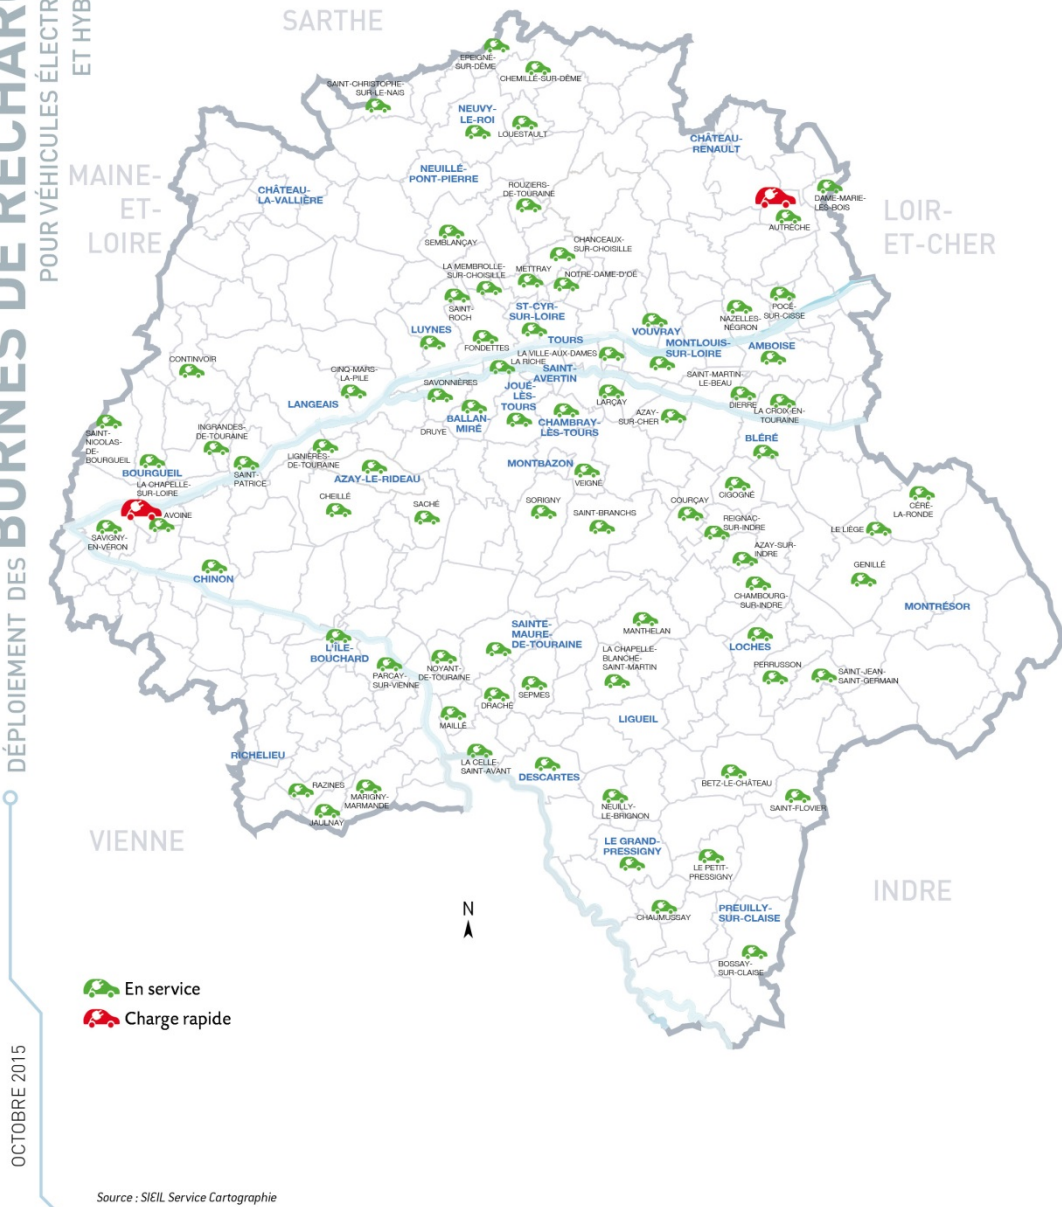 DÉPLOIEMENT DES BORNES DE RECHAR
POUR VÉHICULES ÉLECTR
ET HYB
OCTOBRE 2015
SARTHE
MAINE-
ET-
LOIRE
LOIR-
ET-CHER
VIENNE
INDRE
ÉPEIGNÉ-
SUR-DÊME
CHEMILLÉ-SUR-DÊME
SAINT-CHRISTOPHE-
SUR-LE-NAIS
NEUVY-
LE-ROI
LOUESTAULT
CHÂTEAU-
RENAULT
NEUILLÉ-
PONT-PIERRE
CHÂTEAU-
LA-VALLIÈRE
ROUZIERS-
DE-TOURAINE
DAME-MARIE-
LES-BOIS
AUTRÈCHE
SEMBLANÇAY
CHANCEAUX-
SUR-CHOISILLE
LA MEMBROLLE-
SUR-CHOISILLE
METTRAY
NOTRE-DAME-D'OÉ
SAINT-
ROCH
ST-CYR-
SUR-LOIRE
POCÉ-
SUR-CISSE
NAZELLES-
NÉGRON
LUYNES
FONDETTES
TOURS
VOUVRAY
MONTLOUIS-
SUR-LOIRE
AMBOISE
LA VILLE-AUX-DAMES
LA RICHE
SAINT-
AVERTIN
CONTINVOIR
CINQ-MARS-
LA-PILE
SAVONNIÈRES
JOUÉ-
LÈS-
TOURS
SAINT-MARTIN-
LE-BEAU
LARÇAY
DIERRE
LA CROIX-EN-
TOURAINE
LANGEAIS
BALLAN-
MIRÉ
DRUYE
CHAMBRAY-
LÈS-TOURS
AZAY-
SUR-CHER
BLÉRÉ
SAINT-
NICOLAS-
DE-
BOURGUEIL
INGRANDES-
DE-TOURAINE
LIGNIÈRES-
DE-TOURAINE
BOURGUEIL
SAINT-
PATRICE
AZAY-LE-RIDEAU
MONTBAZON
VEIGNÉ
LA CHAPELLE-
SUR-LOIRE
AVOINE
SAVIGNY-
EN-VÉRON
CHEILLÉ
SACHÉ
SORIGNY
SAINT-BRANCHS
COURÇAY
CIGOGNÉ
REIGNAC-
SUR-INDRE
CÉRÉ-
LA-RONDE
LE LIÈGE
AZAY-SUR-
INDRE
GENILLÉ
CHINON
CHAMBOURG-
SUR-INDRE
MONTRÉSOR
SAINTE-
MAURE-
DE-TOURAINE
MANTHELAN
LOCHES
L'ÎLE-
BOUCHARD
PARCAY-
SUR-VIENNE
NOYANT-
DE-TOURAINE
LA CHAPELLE-
BLANCHE-
SAINT-MARTIN
PERRUSSON
SAINT-JEAN-
SAINT-GERMAIN
SEPMES
DRACHÉ
MAILLÉ
LIGUEIL
RICHELIEU
LA CELLE-
SAINT-AVANT
DESCARTES
BETZ-LE-CHÂTEAU
RAZINES
MARIGNY-
MARMANDE
JAULNAY
NEUILLY-
LE-BRIGNON
SAINT-FLOVIER
LE GRAND-
PRESSIGNY
LE PETIT-
PRESSIGNY
CHAUMUSSAY
PREUILLY-
SUR-CLAISE
BOSSAY-
SUR-CLAISE
N
En service
Charge rapide
Source : SIEIL Service Cartographie